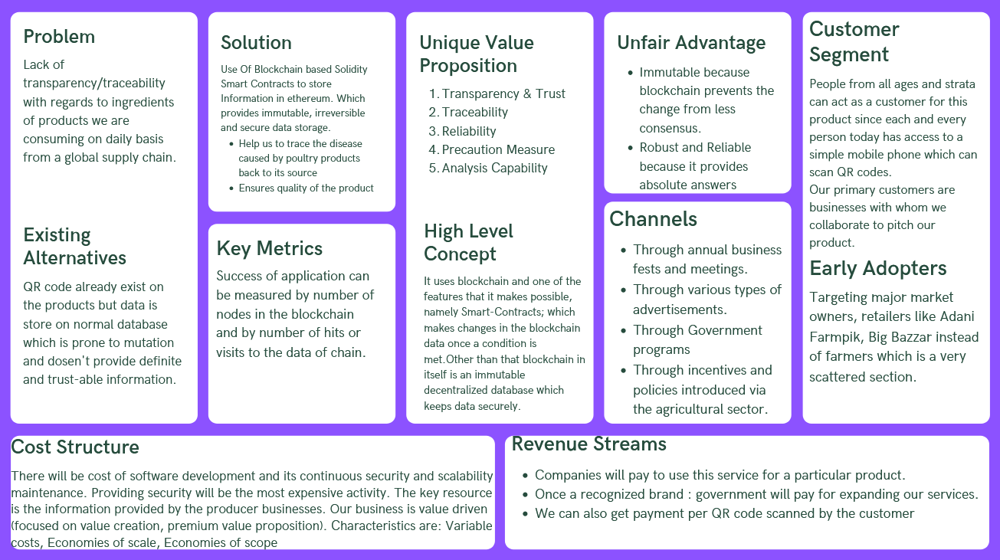 Problem
Lack of
transparency/traceability
with regards to ingredients
of products we are
consuming on daily basis
from a global supply chain.
Existing
Alternatives
QR code already exist on
the products but data is
store on normal database
which is prone to mutation
and dosen't provide definite
and trust-able information.
Solution
Use Of Blockchain based Solidity
Smart Contracts to store
Information in ethereum. Which
provides immutable, irreversible
and secure data storage.
• Help us to trace the disease
caused by poultry products
back to its source
• Ensures quality of the product
Key Metrics
Success of application can
be measured by number of
nodes in the blockchain
and by number of hits or
visits to the data of chain.
Unique Value
Proposition
1. Transparency & Trust
2. Traceability
3. Reliability
4. Precaution Measure
5. Analysis Capability
High Level
Concept
It uses blockchain and one of the
features that it makes possible,
namely Smart-Contracts; which
makes changes in the blockchain
data once a condition is
met.Other than that blockchain in
itself is an immutable
decentralized database which
keeps data securely.
Unfair Advantage
• Immutable because
blockchain prevents the
change from less
consensus.
• Robust and Reliable
because it provides
absolute answers
Channels
• Through annual business
fests and meetings.
• Through various types of
advertisements.
• Through Government
programs
• Through incentives and
policies introduced via
the agricultural sector.
Customer
Segment
People from all ages and strata
can act as a customer for this
product since each and every
person today has access to a
simple mobile phone which can
scan QR codes.
Our primary customers are
businesses with whom we
collaborate to pitch our
product.
Early Adopters
Targeting major market
owners, retailers like Adani
Farmpik, Big Bazzar instead
of farmers which is a very
scattered section.
Cost Structure
There will be cost of software development and its continuous security and scalability
maintenance. Providing security will be the most expensive activity. The key resource
is the information provided by the producer businesses. Our business is value driven
(focused on value creation, premium value proposition). Characteristics are: Variable
costs, Economies of scale, Economies of scope
Revenue Streams
• Companies will pay to use this service for a particular product.
• Once a recognized brand : government will pay for expanding our services.
• We can also get payment per QR code scanned by the customer